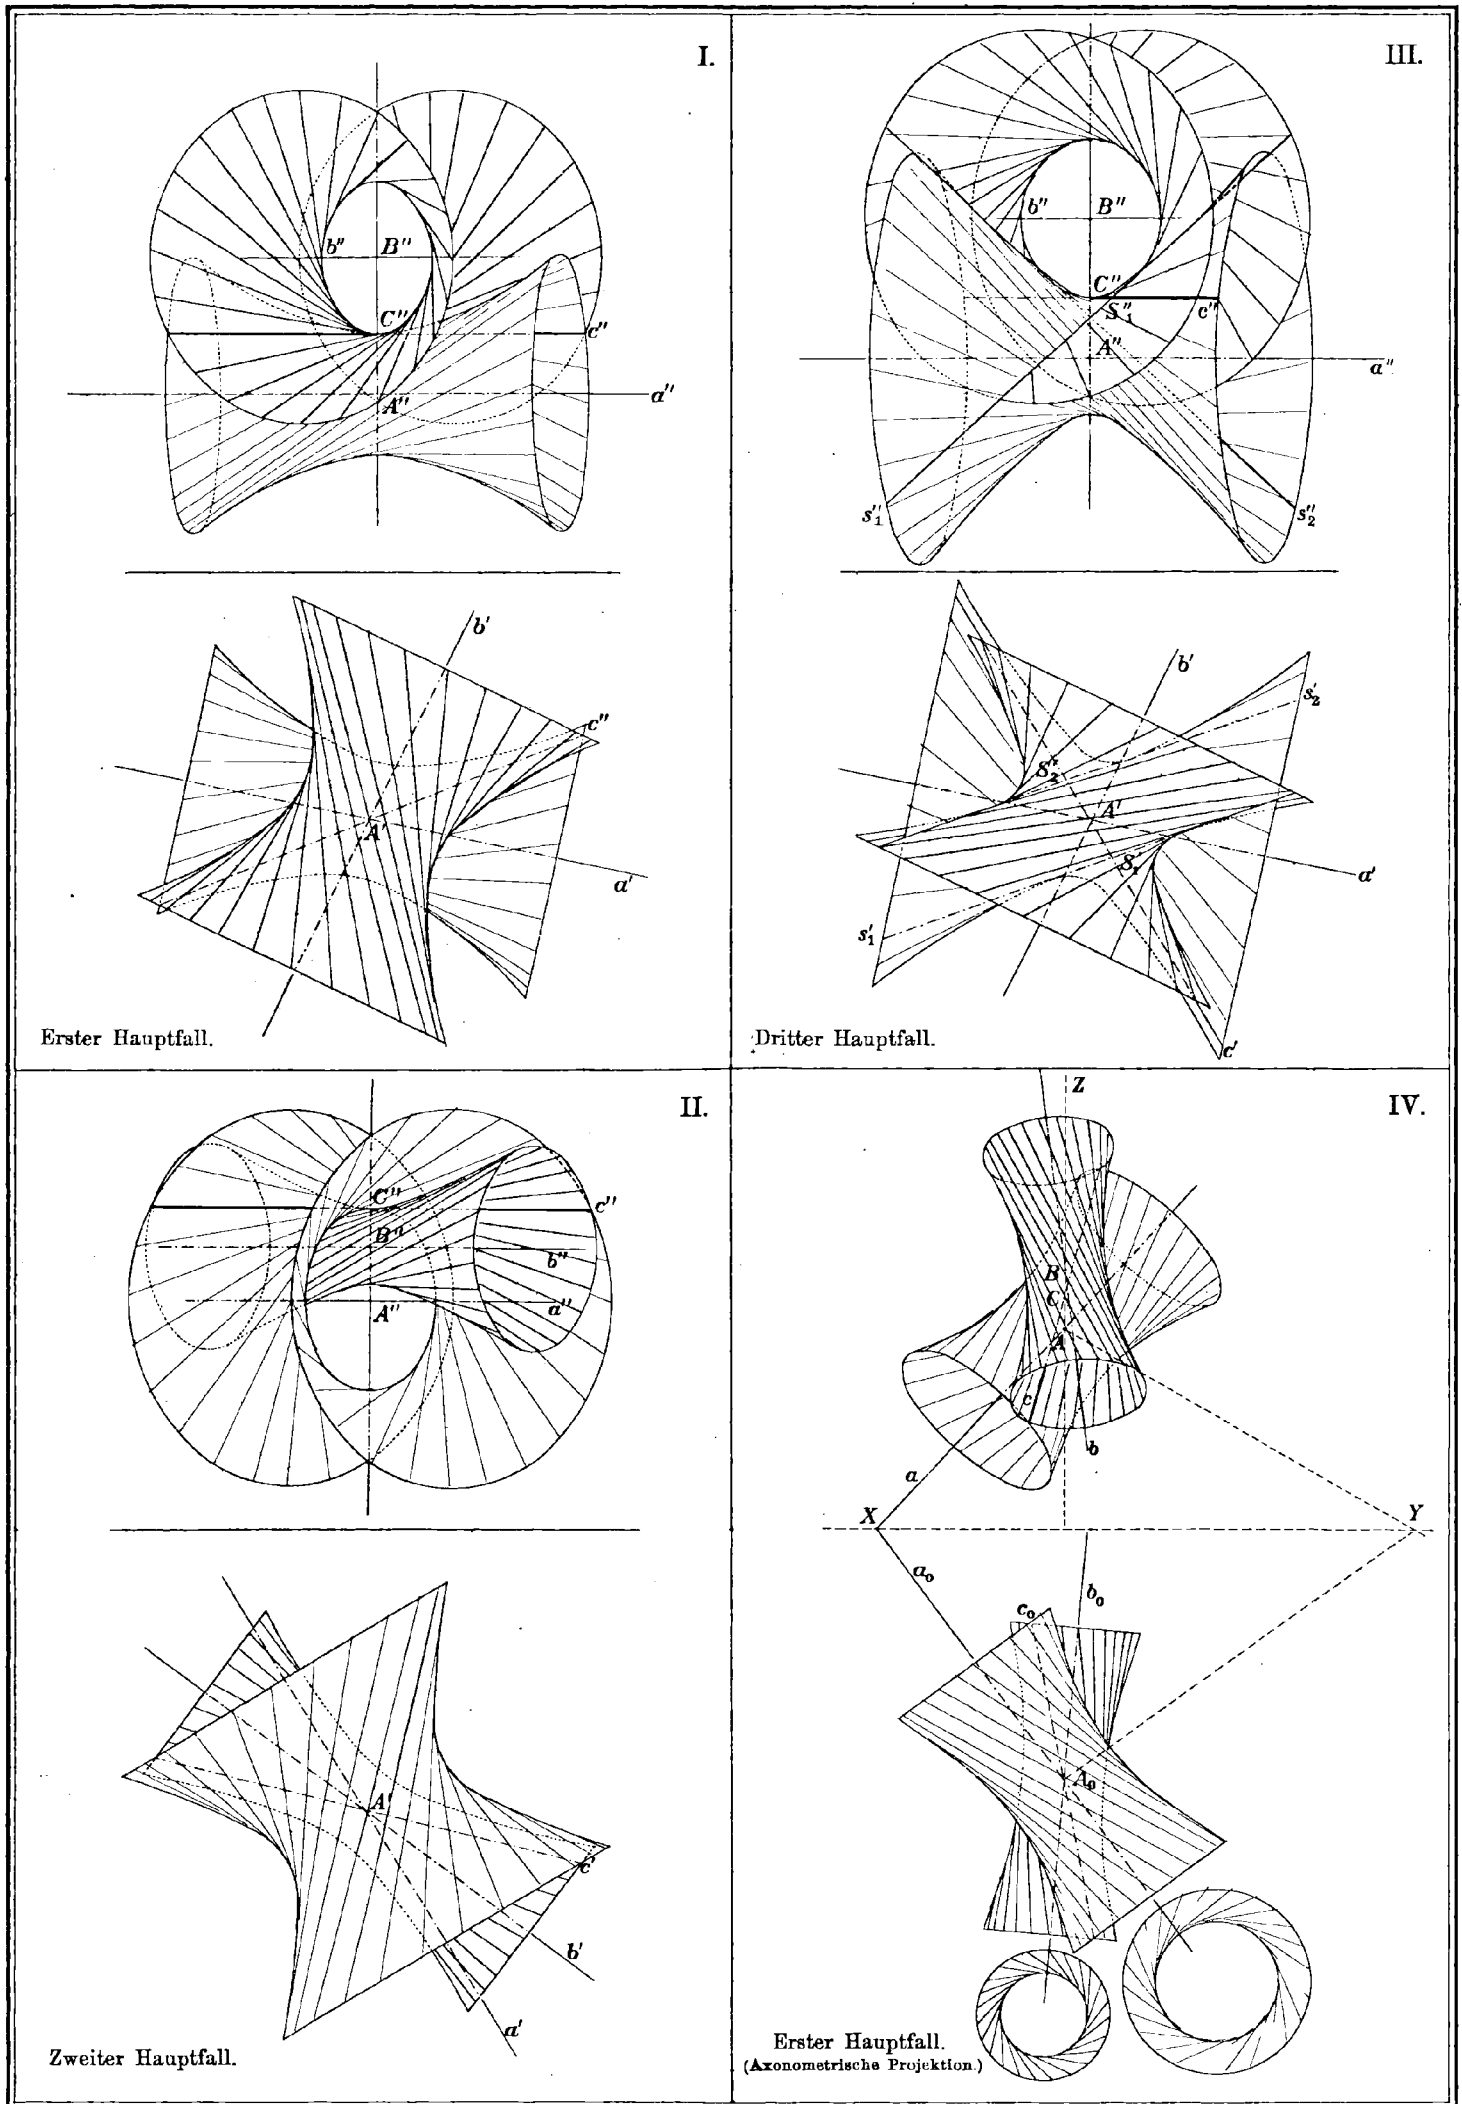 I.
b'' B''
C'' c''
A'' a''
b'
c''
A'
a'
Erster Hauptfall.
III.
b'' B''
C''
S''₁ c''
A'' a''
s''₁ s''₂
b'
s'₂
S''₂
A'
S'₁ a'
s'₁
c'
Dritter Hauptfall.
II.
C'' c''
B'' b''
A'' a''
A'
c'
b'
a'
Zweiter Hauptfall.
IV.
Z
B
C
A
c
b
a
X Y
a₀ b₀
c₀
A₀
Erster Hauptfall.
(Axonometrische Projektion.)